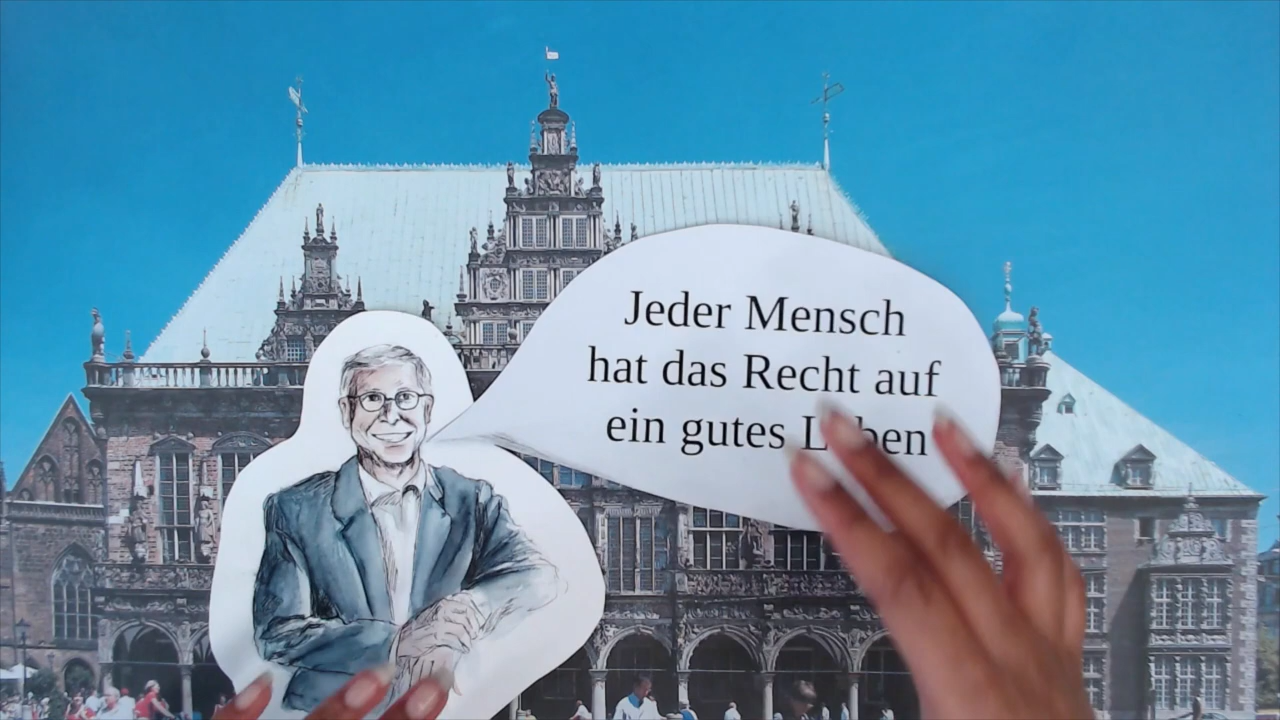 Jeder Mensch
hat das Recht auf
ein gutes Leben